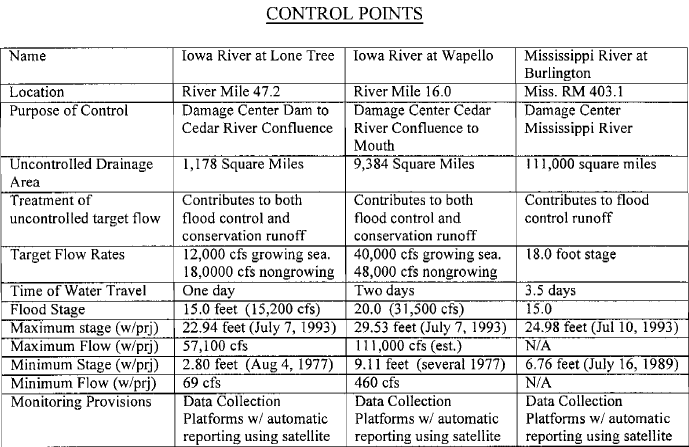 CONTROL POINTS
Name Iowa River at Lone Tree Iowa River at Wapello Mississippi River at
Burlington
Location River Mile 47.2 River Mile 16.0 Miss. RM 403.1
Purpose of Control Damage Center Dam to Damage Center Cedar Damage Center
Cedar River Confluence River Confluence to Mississippi River
Mouth
Uncontrolled Drainage 1,178 Square Miles 9,384 Square Miles 111,000 square miles
Area
Treatment of Contributes to both Contributes to both Contributes to flood
uncontrolled target flow flood control and flood control and control runoff
conservation runoff conservation runoff
Target Flow Rates 12,000 cfs growing sea. 40,000 cfs growing sea. 18.0 foot stage
18,0000 cfs nongrowing 48,000 cfs nongrowing
Time of Water Travel One day Two days 3.5 days
Flood Stage 15.0 feet (15,200 cfs) 20.0 (31,500 cfs) 15.0
Maximum stage (w/prj) 22.94 feet (July 7, 1993) 29.53 feet (July 7, 1993) 24.98 feet (Jul 10, 1993)
Maximum Flow (w/prj) 57,100 cfs 111,000 cfs (est.) N/A
Minimum Stage (w/prj) 2.80 feet (Aug 4, 1977) 9.11 feet (several 1977) 6.76 feet (July 16, 1989)
Minimum Flow (w/prj) 69 cfs 460 cfs N/A
Monitoring Provisions Data Collection Data Collection Data Collection
Platforms w/ automatic Platforms w/ automatic Platforms w/ automatic
reporting using satellite reporting using satellite reporting using satellite